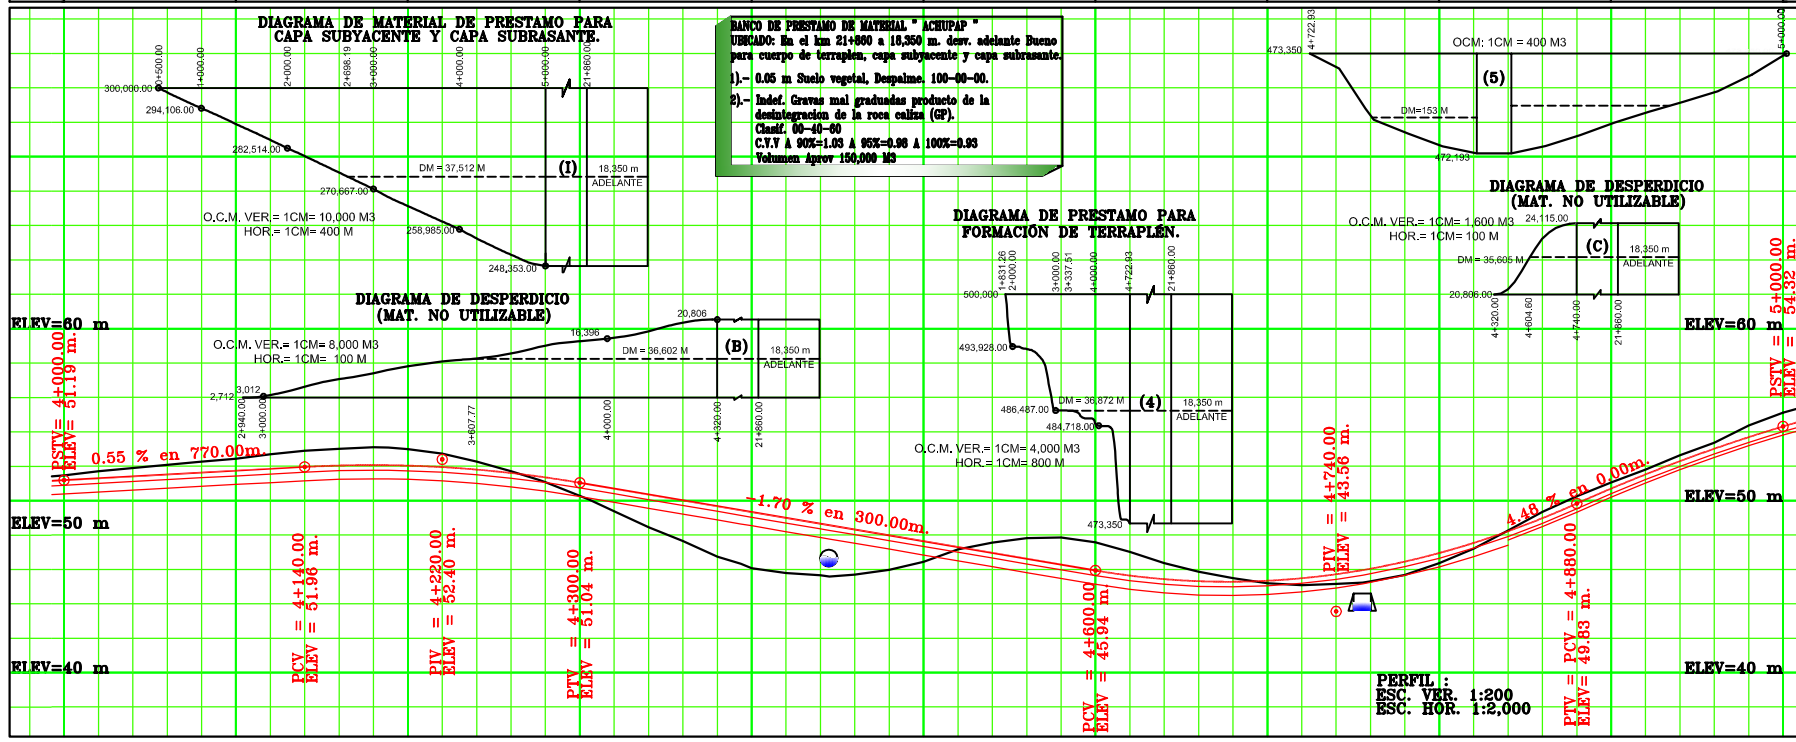 DIAGRAMA DE MATERIAL DE PRESTAMO PARA
CAPA SUBYACENTE Y CAPA SUBRASANTE.
0+500.00
1+000.00
2+000.00
2+698.19
3+000.00
4+000.00
5+000.00
21+860.00
300,000.00
294,106.00
282,514.00
270,667.00
258,985.00
248,353.00
DM = 37,512 M
(I)
18,350 m
ADELANTE
O.C.M. VER.= 1CM= 10,000 M3
HOR.= 1CM= 400 M
BANCO DE PRESTAMO DE MATERIAL " ACHUPAP "
UBICADO: En el km 21+860 a 18,350 m. desv. adelante Bueno
para cuerpo de terraplen, capa subyacente y capa subrasante.
1).- 0.05 m Suelo vegetal, Despalme. 100-00-00.
2).- Indef. Gravas mal graduadas producto de la
desintegracion de la roca caliza (GP).
Clasif. 00-40-60
C.V.V A 90%=1.03 A 95%=0.98 A 100%=0.93
Volumen Aprov 150,000 M3
4+722.93
5+000.00
473,350
OCM: 1CM = 400 M3
(5)
DM=153 M
472,193
DIAGRAMA DE DESPERDICIO
(MAT. NO UTILIZABLE)
O.C.M. VER.= 1CM= 1,600 M3
HOR.= 1CM= 100 M
24,115.00
DM = 35,605 M
(C)
18,350 m
ADELANTE
20,806.00
4+320.00
4+604.60
4+740.00
21+860.00
DIAGRAMA DE PRESTAMO PARA
FORMACIÓN DE TERRAPLÉN.
1+831.26
2+000.00
3+000.00
3+337.51
4+000.00
4+722.93
21+860.00
500,000
493,928.00
486,487.00
484,718.00
473,350
DM = 36,872 M
(4)
18,350 m
ADELANTE
O.C.M. VER.= 1CM= 4,000 M3
HOR.= 1CM= 800 M
DIAGRAMA DE DESPERDICIO
(MAT. NO UTILIZABLE)
O.C.M. VER.= 1CM= 8,000 M3
HOR.= 1CM= 100 M
20,806
16,396
3,012
2,712
DM = 36,602 M
(B)
18,350 m
ADELANTE
2+940.00
3+000.00
3+607.77
4+000.00
4+320.00
21+860.00
ELEV=60 m
ELEV=50 m
ELEV=40 m
ELEV=60 m
ELEV=50 m
ELEV=40 m
PSTV= 4+000.00
ELEV= 51.19 m.
0.55 % en 770.00m.
PCV = 4+140.00
ELEV = 51.96 m.
PIV = 4+220.00
ELEV = 52.40 m.
PTV = 4+300.00
ELEV = 51.04 m.
-1.70 % en 300.00m.
PCV = 4+600.00
ELEV = 45.94 m.
PIV = 4+740.00
ELEV = 43.56 m.
4.48 % en 0.00m.
PTV = PCV = 4+880.00
ELEV= 49.83 m.
PSTV = 5+000.00
ELEV = 54.32 m.
PERFIL :
ESC. VER. 1:200
ESC. HOR. 1:2,000